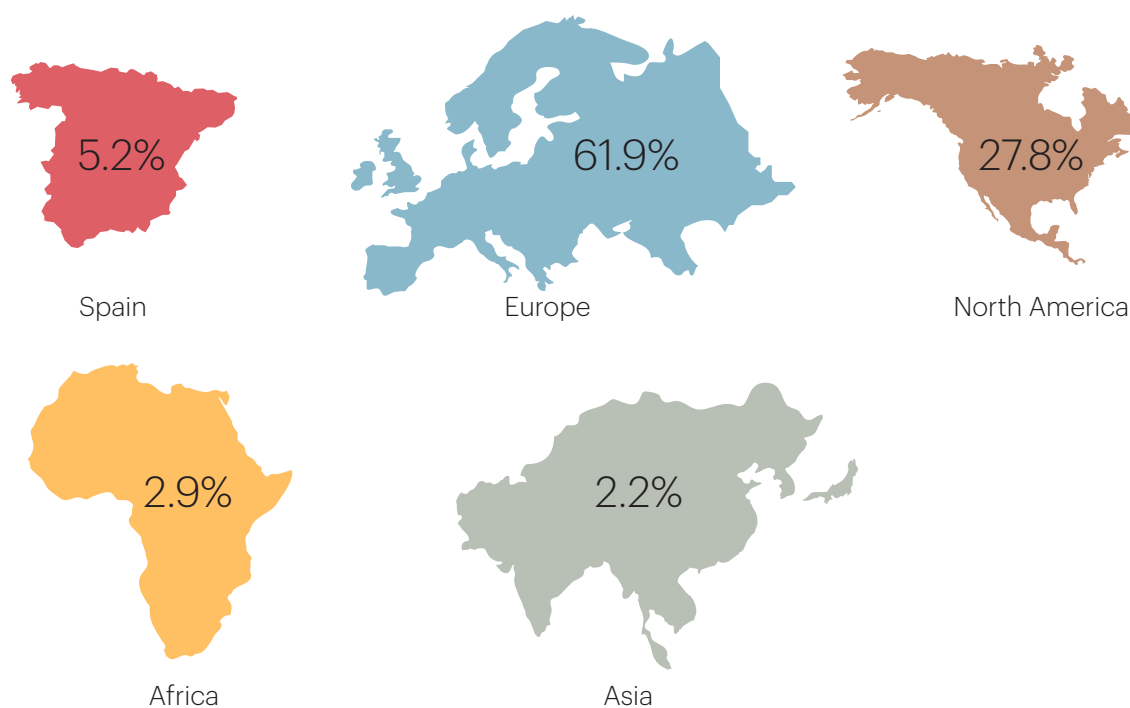 5.2%
61.9%
27.8%
Spain
Europe
North America
2.9%
2.2%
Africa
Asia